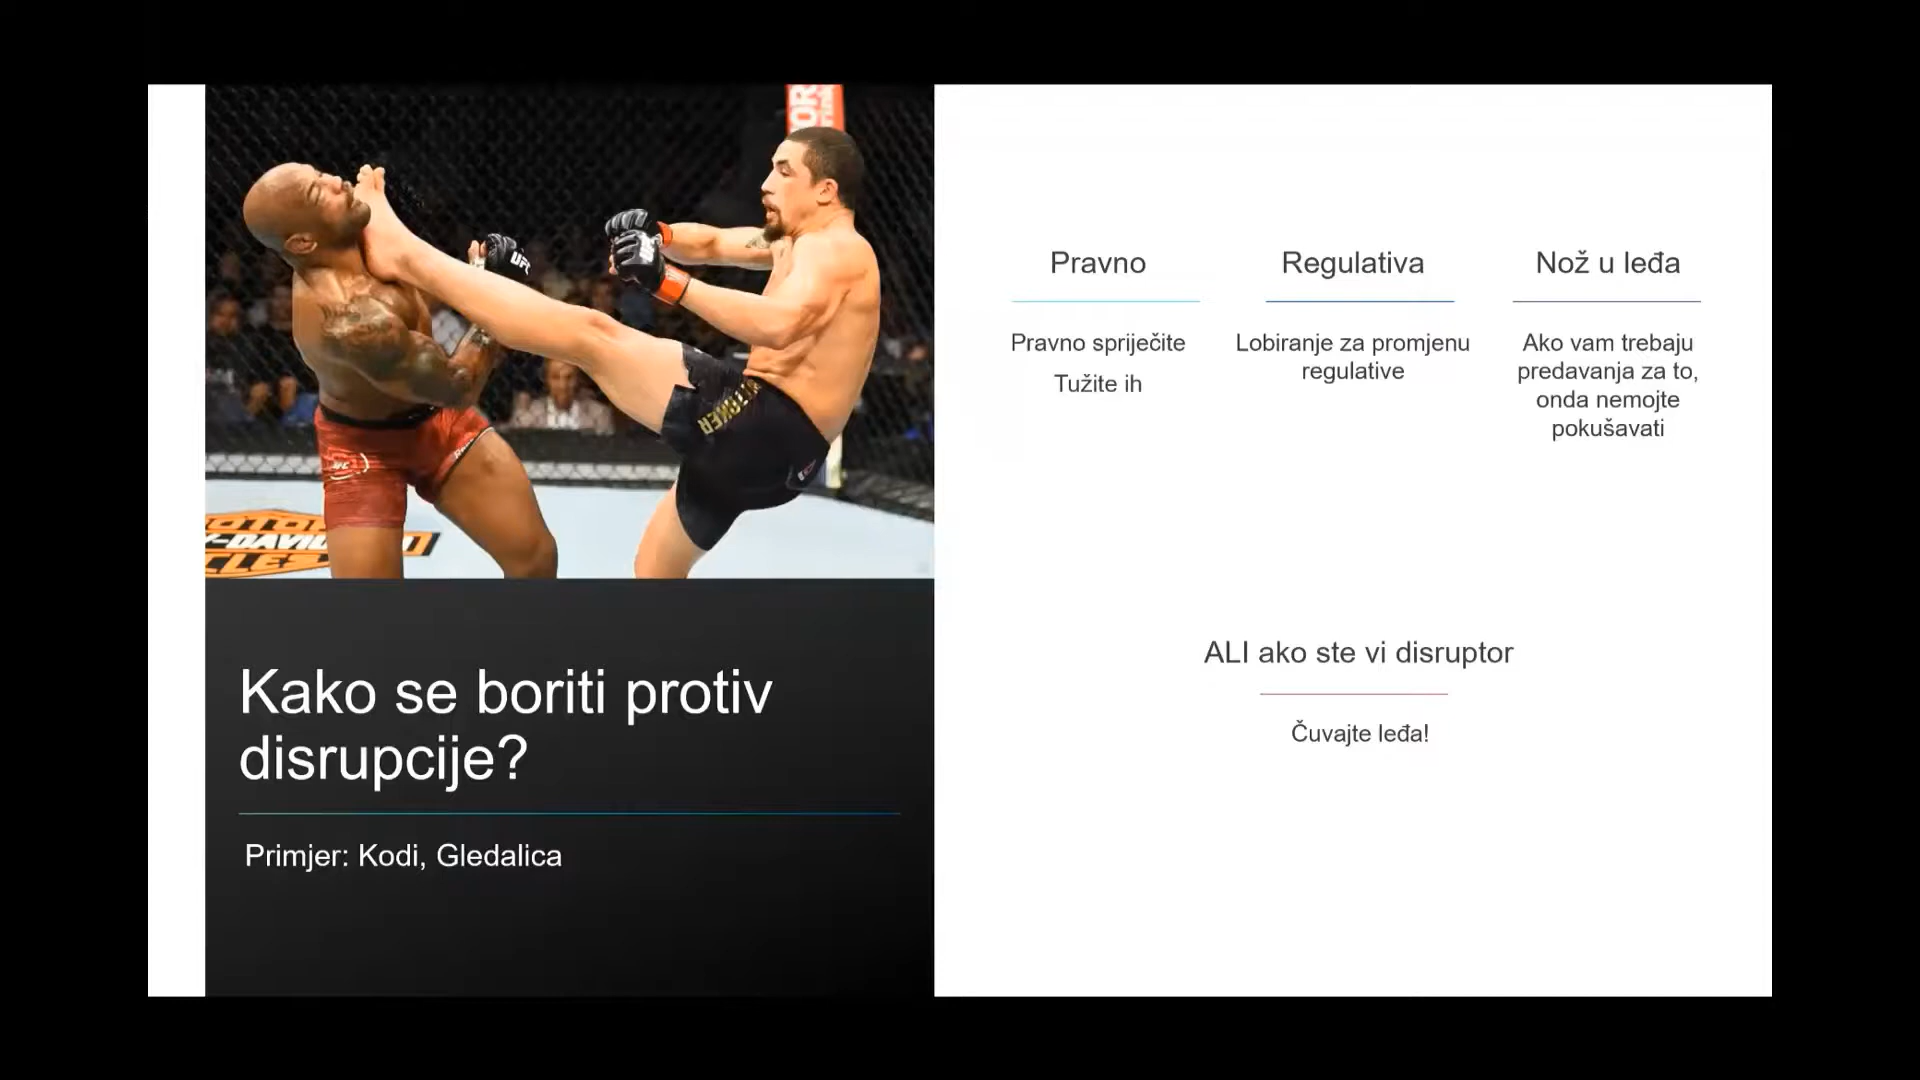 UFC
Kako se boriti protiv
disrupcije?
Primjer: Kodi, Gledalica
Pravno
Pravno spriječite
Tužite ih
Regulativa
Lobiranje za promjenu
regulative
Nož u leđa
Ako vam trebaju
predavanja za to,
onda nemojte
pokušavati
ALI ako ste vi disruptor
Čuvajte leđa!